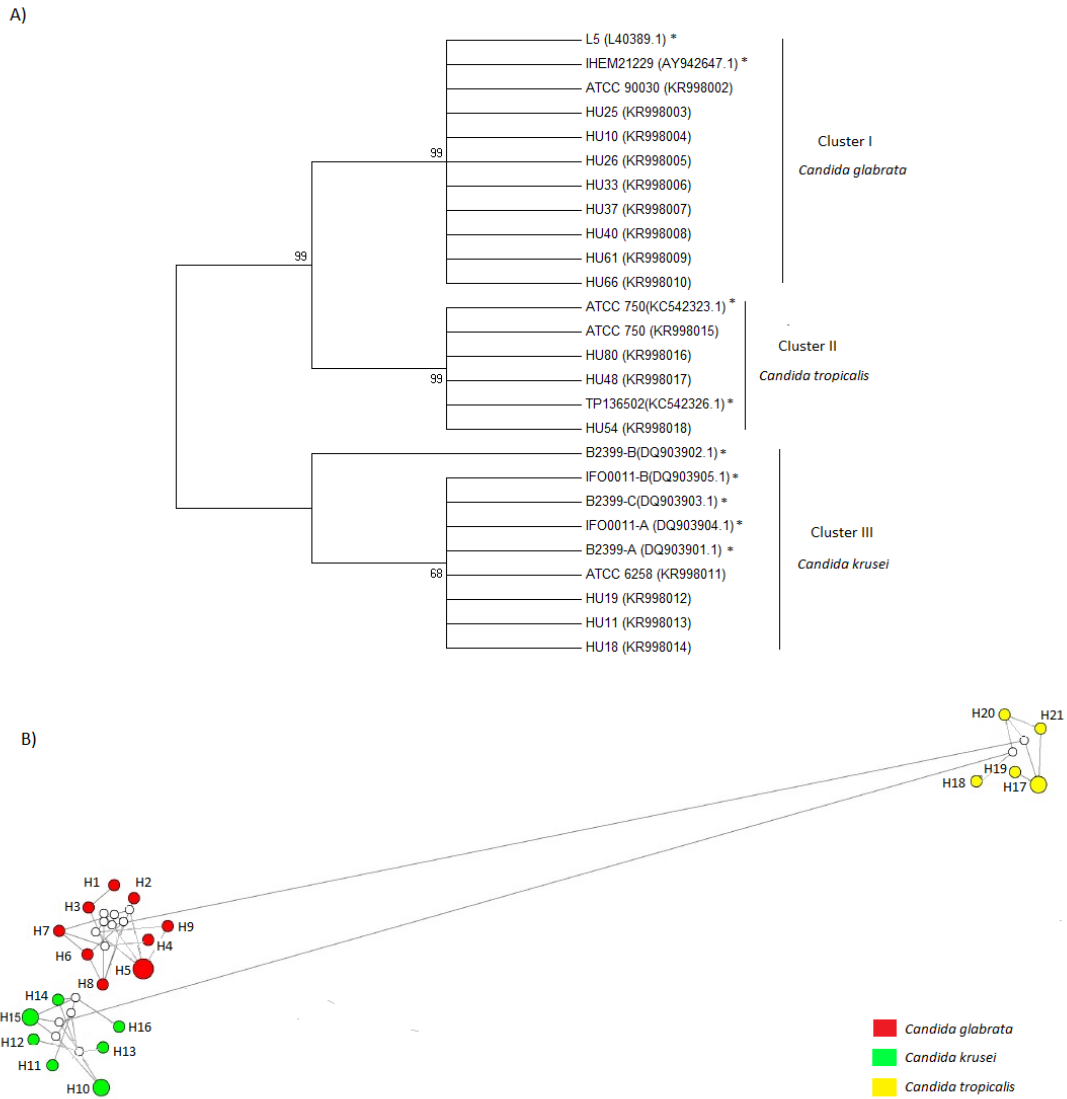 A)
L5 (L40389.1) *
IHEM21229 (AY942647.1) *
ATCC 90030 (KR998002)
HU25 (KR998003)
HU10 (KR998004)
HU26 (KR998005)
HU33 (KR998006)
HU37 (KR998007)
HU40 (KR998008)
HU61 (KR998009)
HU66 (KR998010)
99
Cluster I
Candida glabrata
99
ATCC 750(KC542323.1) *
ATCC 750 (KR998015)
HU80 (KR998016)
HU48 (KR998017)
TP136502(KC542326.1) *
HU54 (KR998018)
99
Cluster II
Candida tropicalis
B2399-B(DQ903902.1) *
IFO0011-B(DQ903905.1) *
B2399-C(DQ903903.1) *
IFO0011-A (DQ903904.1) *
B2399-A (DQ903901.1) *
ATCC 6258 (KR998011)
HU19 (KR998012)
HU11 (KR998013)
HU18 (KR998014)
68
Cluster III
Candida krusei
B)
H20
H21
H19
H18
H17
H1
H2
H3
H7
H9
H4
H6
H5
H8
H14
H15
H16
H12
H13
H11
H10
Candida glabrata
Candida krusei
Candida tropicalis